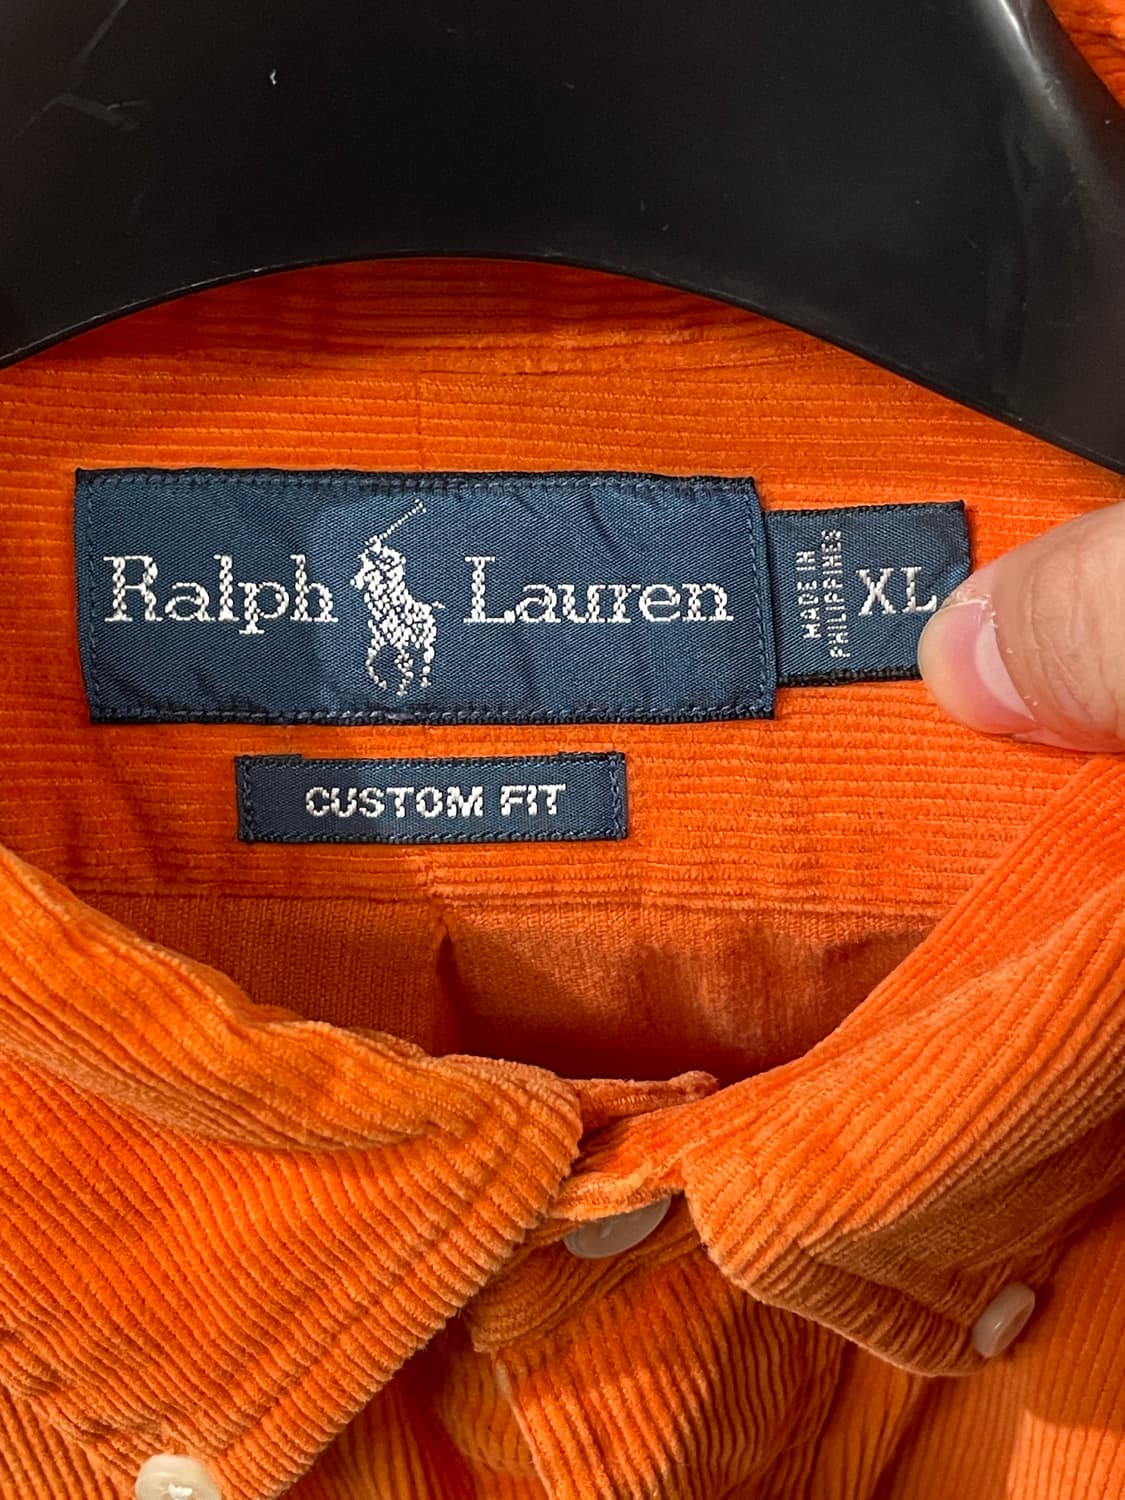 Ralph Lauren
MADE IN
PHILIPPINES
XL
CUSTOM FIT